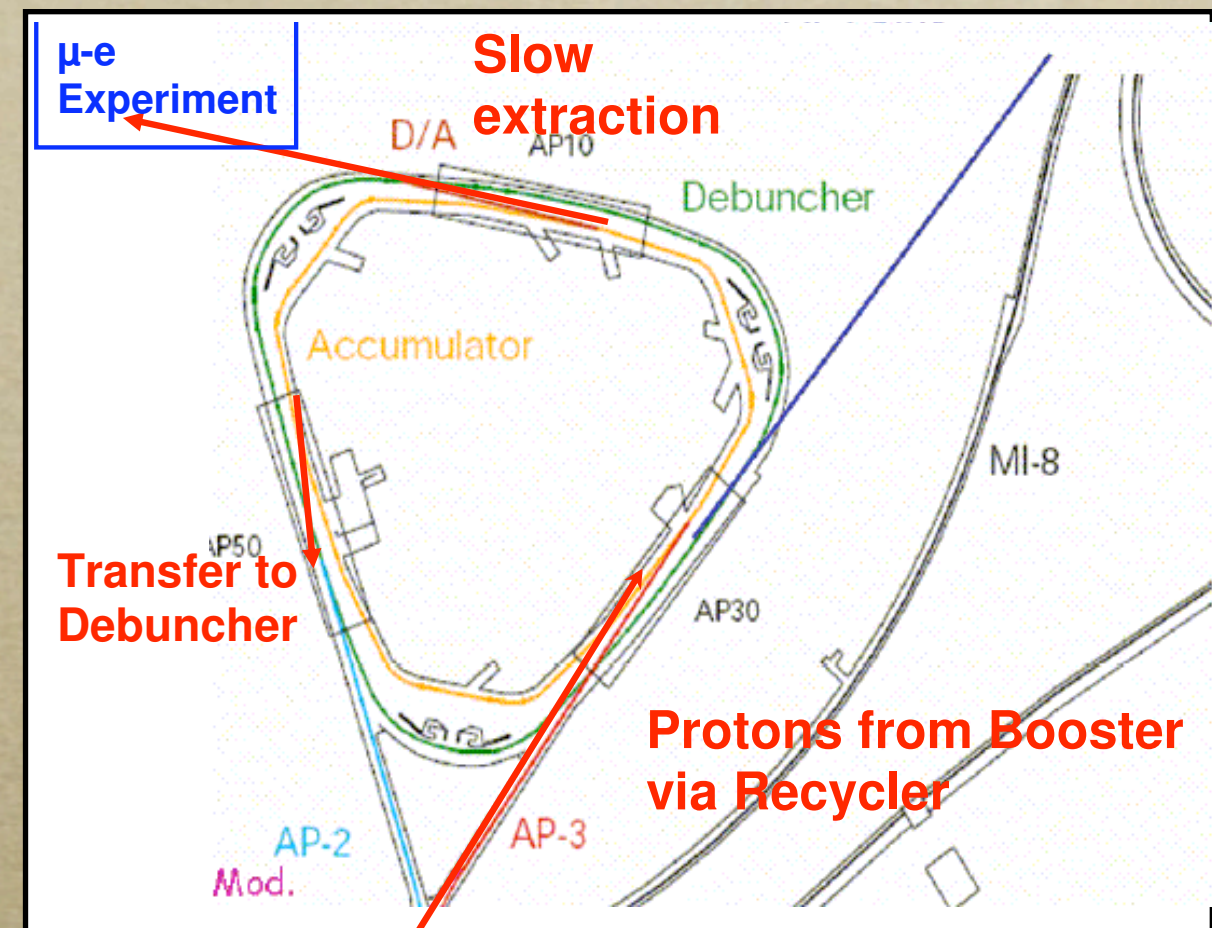 μ-e
Experiment
Slow
extraction
D/A
AP10
Debuncher
Accumulator
MI-8
AP50
Transfer to
Debuncher
AP30
Protons from Booster
via Recycler
AP-2
AP-3
Mod.